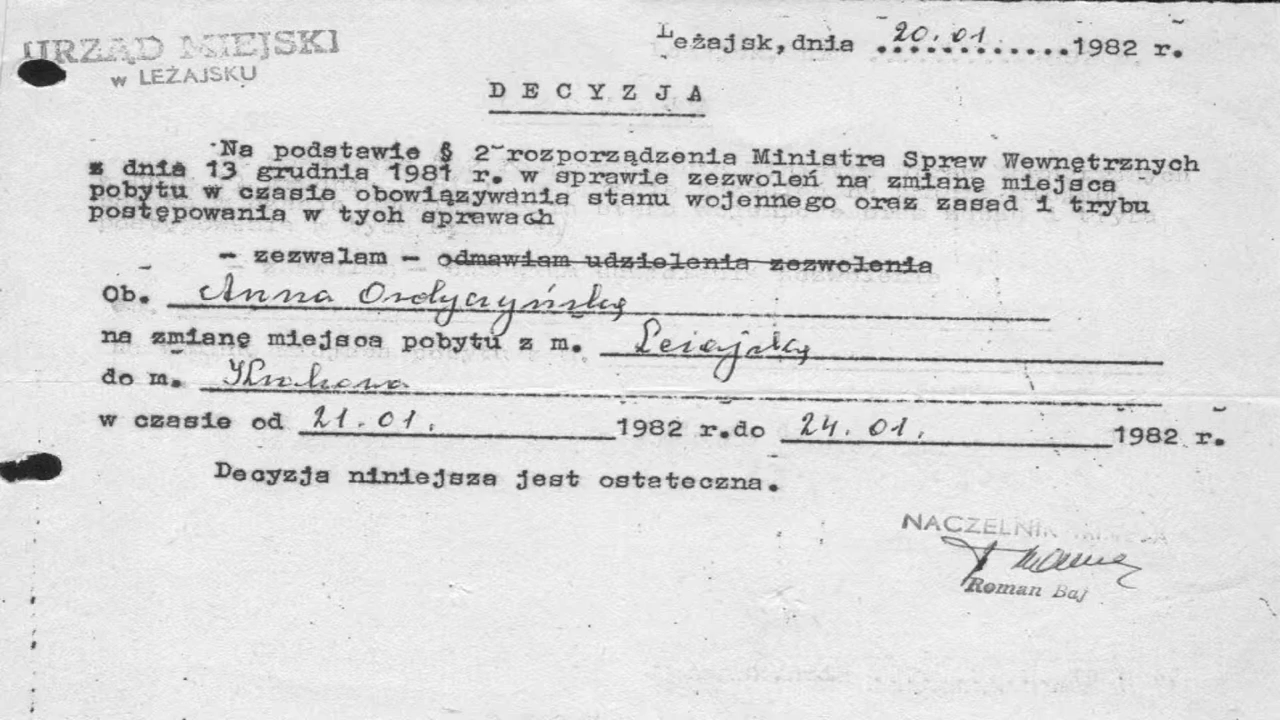 URZĄD MIEJSKI
w LEŻAJSKU
Leżajsk, dnia 20.01.............1982 r.
D E C Y Z J A
Na podstawie § 2 rozporządzenia Ministra Spraw Wewnętrznych
z dnia 13 grudnia 1981 r. w sprawie zezwoleń na zmianę miejsca
pobytu w czasie obowiązywania stanu wojennego oraz zasad i trybu
postępowania w tych sprawach
- zezwalam - odmawiam udzielenia zezwolenia
Ob. Anna Ordyczyńska
na zmianę miejsca pobytu z m. Leżajska
do m. Krakowa
w czasie od 21.01. 1982 r. do 24.01. 1982 r.
Decyzja niniejsza jest ostateczna.
NACZELNIK MIASTA
Roman Baj